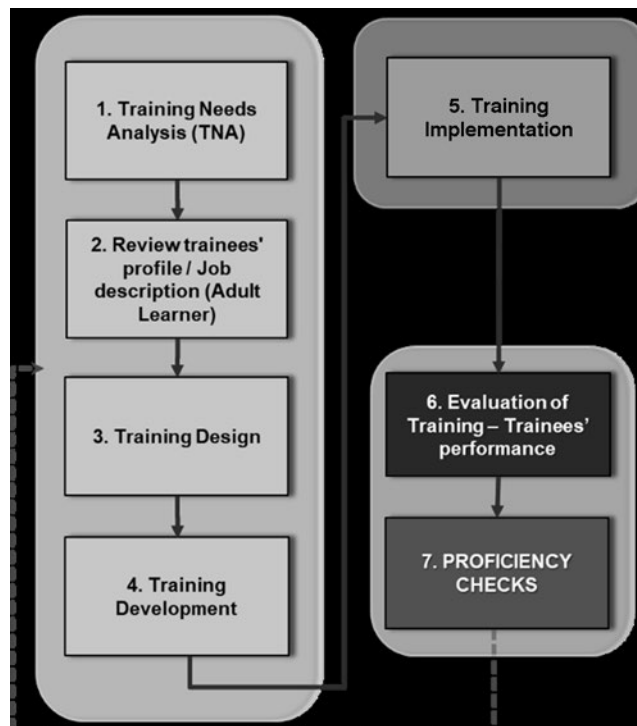 1. Training Needs
Analysis (TNA)
2. Review trainees'
profile / Job
description (Adult
Learner)
3. Training Design
4. Training
Development
5. Training
Implementation
6. Evaluation of
Training – Trainees’
performance
7. PROFICIENCY
CHECKS